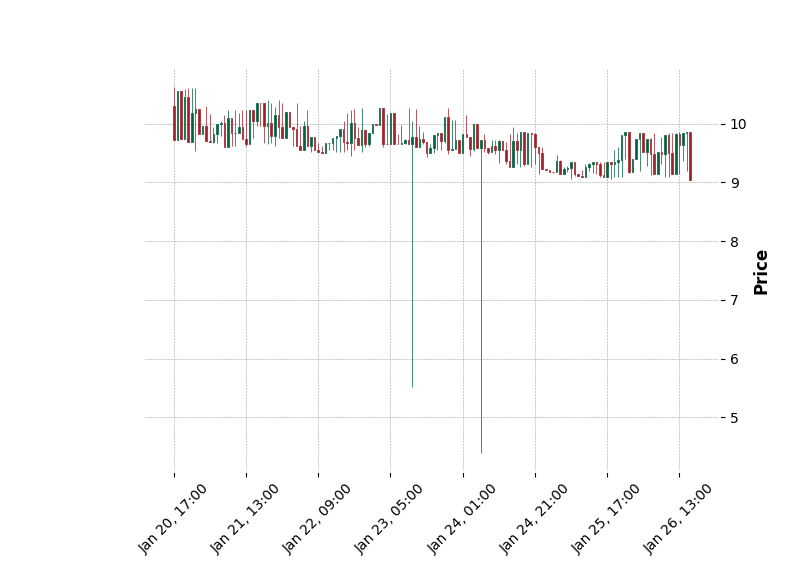 10
9
8
7
6
5
Price
Jan 20, 17:00
Jan 21, 13:00
Jan 22, 09:00
Jan 23, 05:00
Jan 24, 01:00
Jan 24, 21:00
Jan 25, 17:00
Jan 26, 13:00